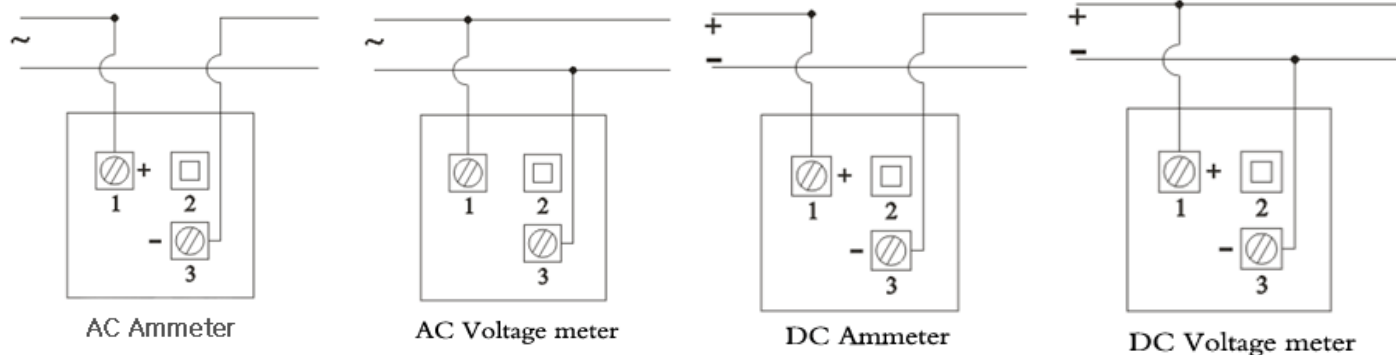 ~
1 + 2
- 3
AC Ammeter
~
1 2
3
AC Voltage meter
+
-
1 + 2
- 3
DC Ammeter
+
-
1 + 2
- 3
DC Voltage meter